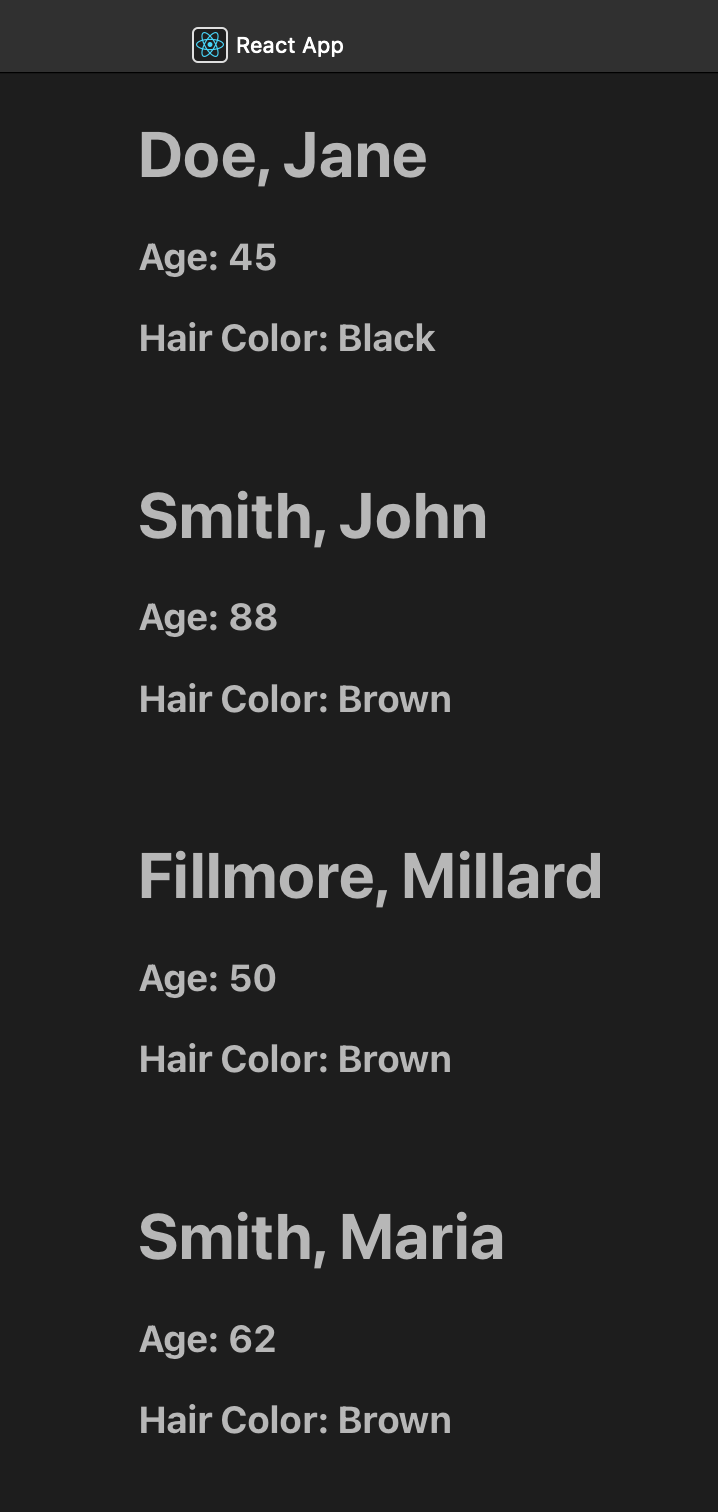 React App
Doe, Jane
Age: 45
Hair Color: Black
Smith, John
Age: 88
Hair Color: Brown
Fillmore, Millard
Age: 50
Hair Color: Brown
Smith, Maria
Age: 62
Hair Color: Brown